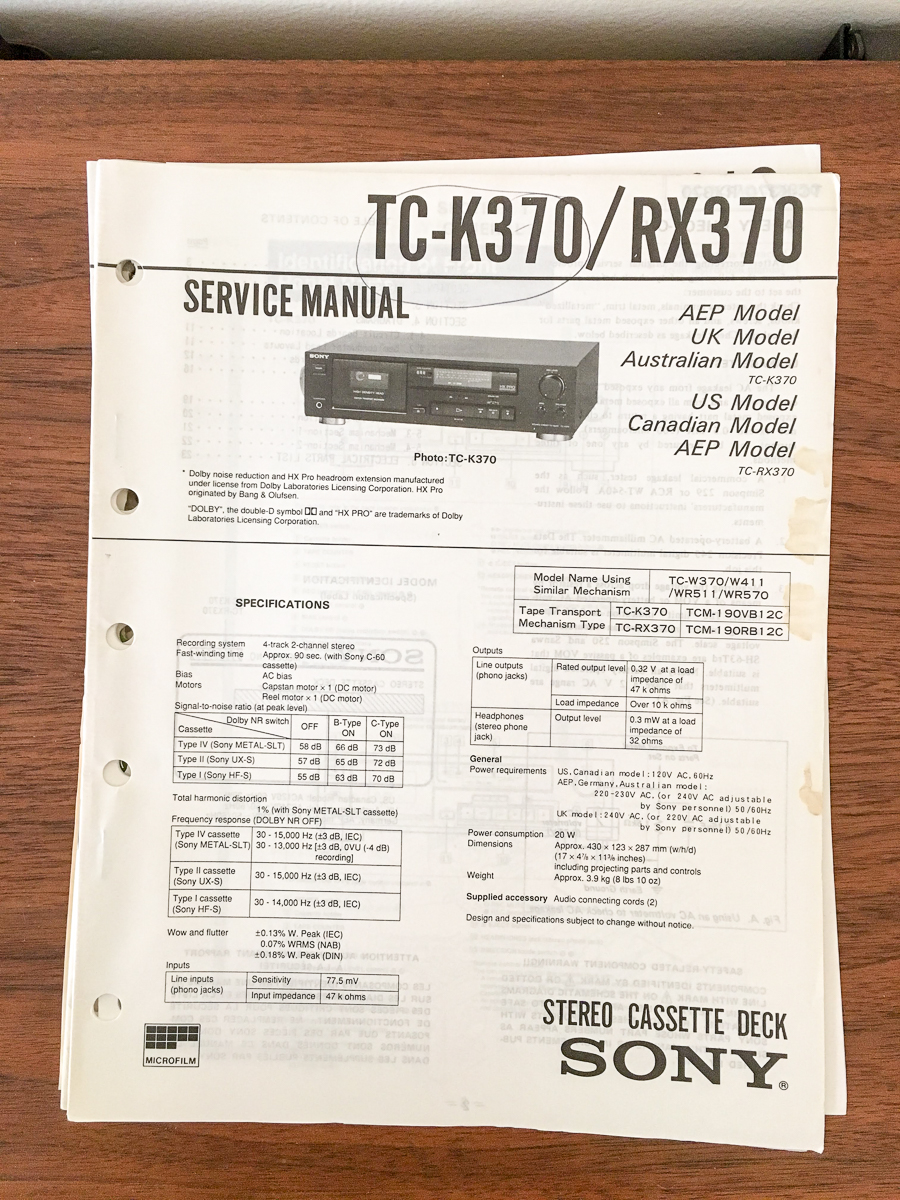 TC-K370/RX370
SERVICE MANUAL
AEP Model
UK Model
Australian Model
TC-K370
US Model
Canadian Model
AEP Model
TC-RX370
SONY
Photo:TC-K370
* Dolby noise reduction and HX Pro headroom extension manufactured
under license from Dolby Laboratories Licensing Corporation. HX Pro
originated by Bang & Olufsen.
"DOLBY", the double-D symbol and "HX PRO" are trademarks of Dolby
Laboratories Licensing Corporation.
Model Name Using Similar Mechanism TC-W370/W411 /WR511/WR570
Tape Transport Mechanism Type TC-K370 TCM-190VB12C
TC-RX370 TCM-190RB12C
SPECIFICATIONS
Recording system 4-track 2-channel stereo
Fast-winding time Approx. 90 sec. (with Sony C-60
cassette)
Bias AC bias
Motors Capstan motor × 1 (DC motor)
Reel motor × 1 (DC motor)
Signal-to-noise ratio (at peak level)
Dolby NR switch OFF B-Type ON C-Type ON
Cassette
Type IV (Sony METAL-SLT) 58 dB 66 dB 73 dB
Type II (Sony UX-S) 57 dB 65 dB 72 dB
Type I (Sony HF-S) 55 dB 63 dB 70 dB
Total harmonic distortion
1% (with Sony METAL-SLT cassette)
Frequency response (DOLBY NR OFF)
Type IV cassette 30 - 15,000 Hz (±3 dB, IEC)
(Sony METAL-SLT) 30 - 13,000 Hz [±3 dB, 0VU (-4 dB)
recording]
Type II cassette
(Sony UX-S) 30 - 15,000 Hz (±3 dB, IEC)
Type I cassette
(Sony HF-S) 30 - 14,000 Hz (±3 dB, IEC)
Wow and flutter ±0.13% W. Peak (IEC)
0.07% WRMS (NAB)
±0.18% W. Peak (DIN)
Inputs
Line inputs (phono jacks) Sensitivity 77.5 mV
Input impedance 47 k ohms
Outputs
Line outputs (phono jacks) Rated output level 0.32 V at a load
impedance of
47 k ohms
Load impedance Over 10 k ohms
Headphones (stereo phone jack) Output level 0.3 mW at a load
impedance of
32 ohms
General
Power requirements US,Canadian model:120V AC,60Hz
AEP,Germany,Australian model:
220-230V AC,(or 240V AC adjustable
by Sony personnel) 50/60Hz
UK model:240V AC,(or 220V AC adjustable
by Sony personnel) 50/60Hz
Power consumption 20 W
Dimensions Approx. 430 × 123 × 287 mm (w/h/d)
(17 × 4⅞ × 11⅜ inches)
including projecting parts and controls
Weight Approx. 3.9 kg (8 lbs 10 oz)
Supplied accessory Audio connecting cords (2)
Design and specifications subject to change without notice.
MICROFILM
STEREO CASSETTE DECK
SONY®